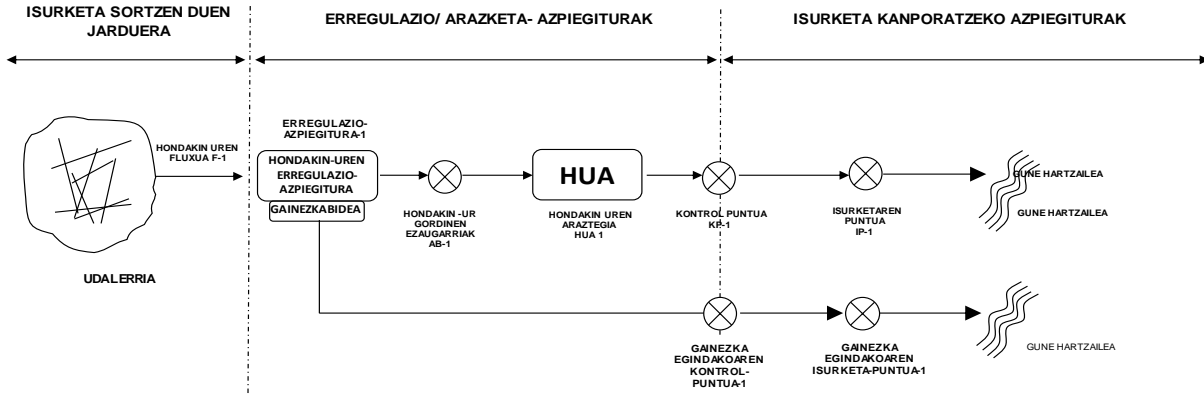 ISURKETA SORTZEN DUEN
JARDUERA
ERREGULAZIO/ ARAZKETA- AZPIEGITURAK
ISURKETA KANPORATZEKO AZPIEGITURAK
HONDAKIN UREN
FLUXUA F-1
UDALERRIA
ERREGULAZIO-
AZPIEGITURA-1
HONDAKIN-UREN
ERREGULAZIO-
AZPIEGITURA
GAINEZKABIDEA
HONDAKIN -UR
GORDINEN
EZAUGARRIAK
AB-1
HUA
HONDAKIN UREN
ARAZTEGIA
HUA 1
KONTROL PUNTUA
KP-1
ISURKETAREN
PUNTUA
IP-1
GUNE HARTZAILEA
GUNE HARTZAILEA
GAINEZKA
EGINDAKOAREN
KONTROL-
PUNTUA-1
GAINEZKA
EGINDAKOAREN
ISURKETA-PUNTUA-1
GUNE HARTZAILEA